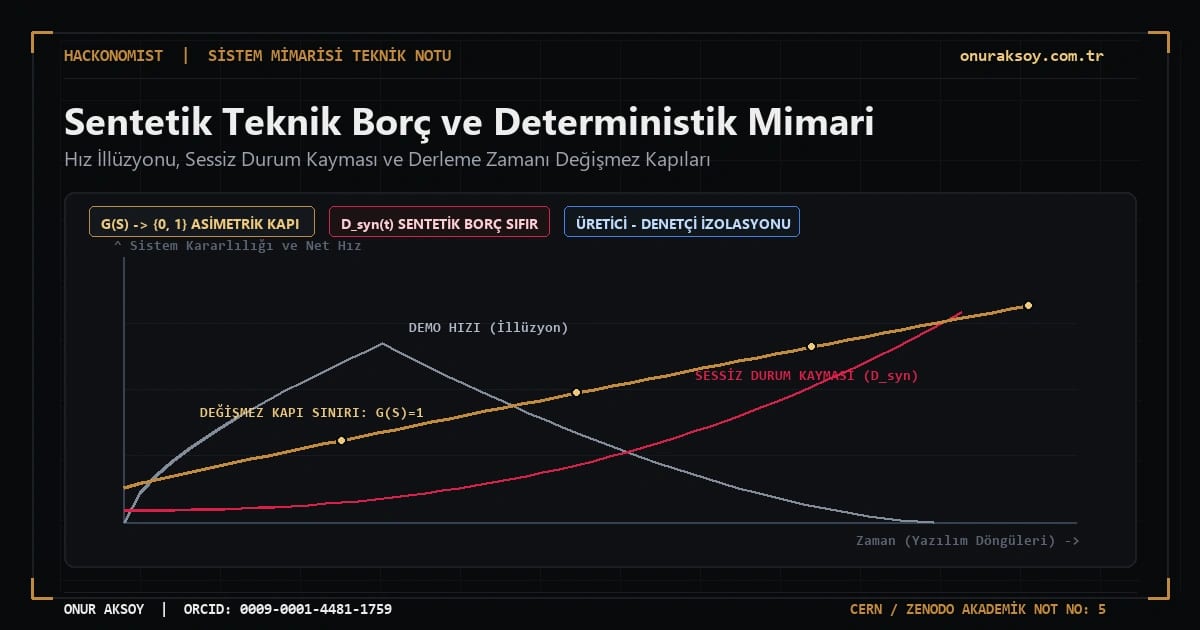 HACKONOMIST | SİSTEM MİMARİSİ TEKNİK NOTU
onuraksoy.com.tr
Sentetik Teknik Borç ve Deterministik Mimari
Hız İllüzyonu, Sessiz Durum Kayması ve Derleme Zamanı Değişmez Kapıları
G(S) -> {0, 1} ASİMETRİK KAPI
D_syn(t) SENTETİK BORÇ SIFIR
ÜRETİCİ - DENETÇİ İZOLASYONU
^ Sistem Kararlılığı ve Net Hız
DEMO HIZI (İllüzyon)
SESSİZ DURUM KAYMASI (D_syn)
DEĞİŞMEZ KAPI SINIRI: G(S)=1
Zaman (Yazılım Döngüleri) ->
ONUR AKSOY | ORCID: 0009-0001-4481-1759
CERN / ZENODO AKADEMİK NOT NO: 5